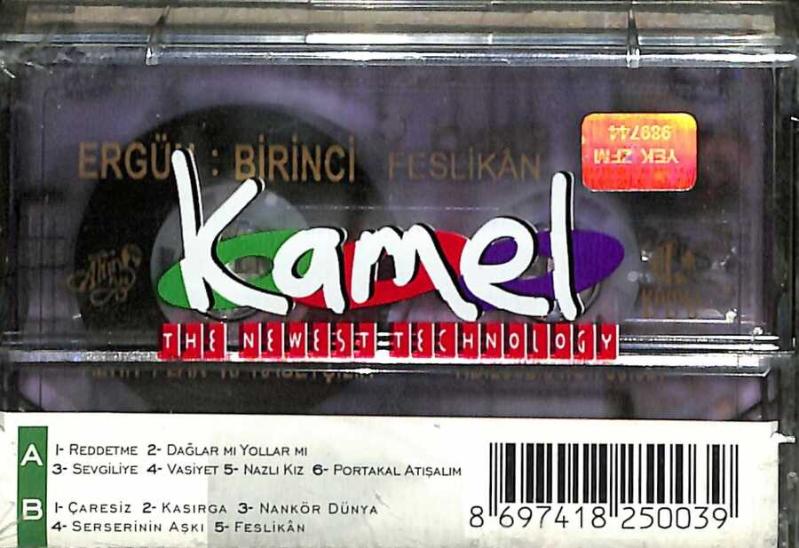 ERGÜN : BİRİNCİ FESLİKÂN
YEK ZFM
989744
Kamel
THE NEWEST TECHNOLOGY
A
1- REDDETME 2- DAĞLAR MI YOLLAR MI
3- SEVGİLİYE 4- VASİYET 5- NAZLI KIZ 6- PORTAKAL ATIŞALIM
B
1- ÇARESİZ 2- KASIRGA 3- NANKÖR DÜNYA
4- SERSERİNİN AŞKI 5- FESLİKÂN
8 697418 250039